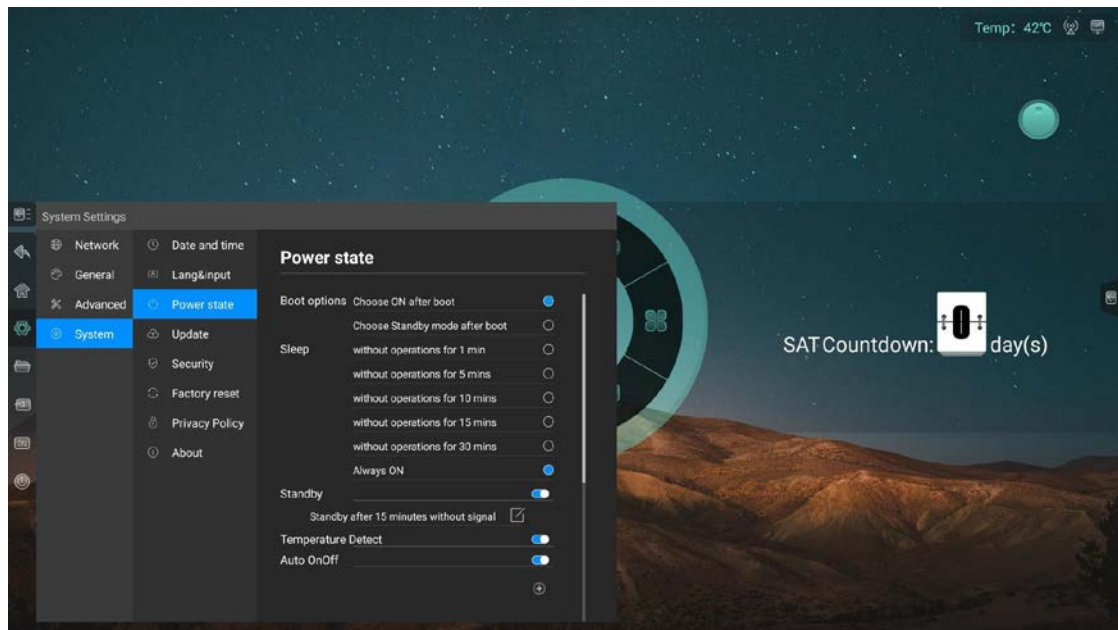 Temp: 42℃
System Settings
Network
General
Advanced
System
Date and time
Lang&input
Power state
Update
Security
Factory reset
Privacy Policy
About
Power state
Boot options Choose ON after boot
Choose Standby mode after boot
Sleep without operations for 1 min
without operations for 5 mins
without operations for 10 mins
without operations for 15 mins
without operations for 30 mins
Always ON
Standby
Standby after 15 minutes without signal
Temperature Detect
Auto OnOff
SAT Countdown: 0 day(s)